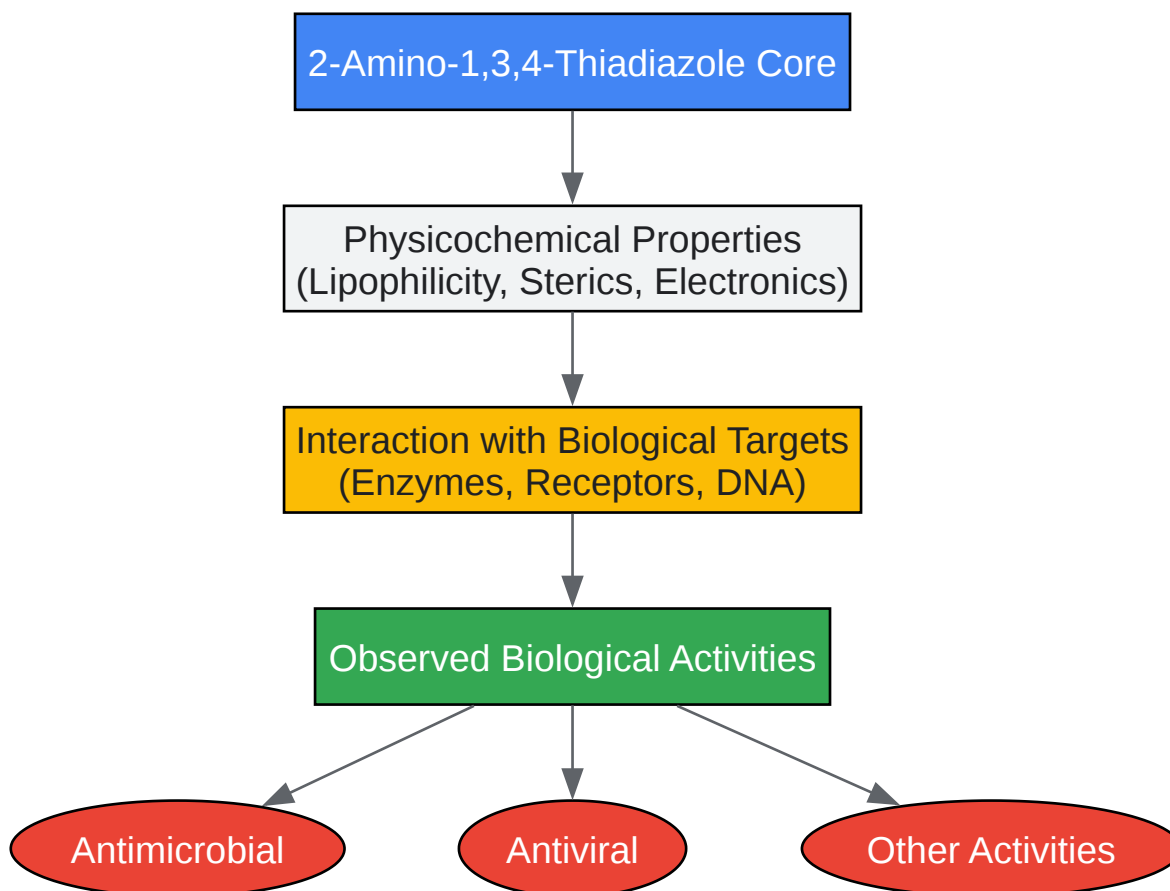 2-Amino-1,3,4-Thiadiazole Core
Physicochemical Properties
(Lipophilicity, Sterics, Electronics)
Interaction with Biological Targets
(Enzymes, Receptors, DNA)
Observed Biological Activities
Antimicrobial
Antiviral
Other Activities